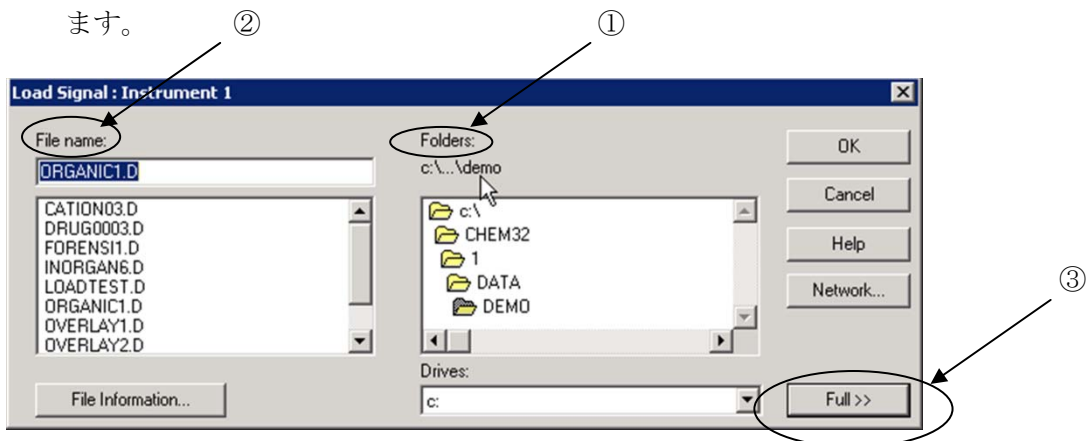 ます。
② ①
Load Signal : Instrument 1
File name:
ORGANIC1.D
CATION03.D
DRUG0003.D
FORENSI1.D
INORGAN6.D
LOADTEST.D
ORGANIC1.D
OVERLAY1.D
OVERLAY2.D
File Information...
Folders:
c:\...\demo
c:\
CHEM32
1
DATA
DEMO
Drives:
c:
OK
Cancel
Help
Network...
③
Full >>